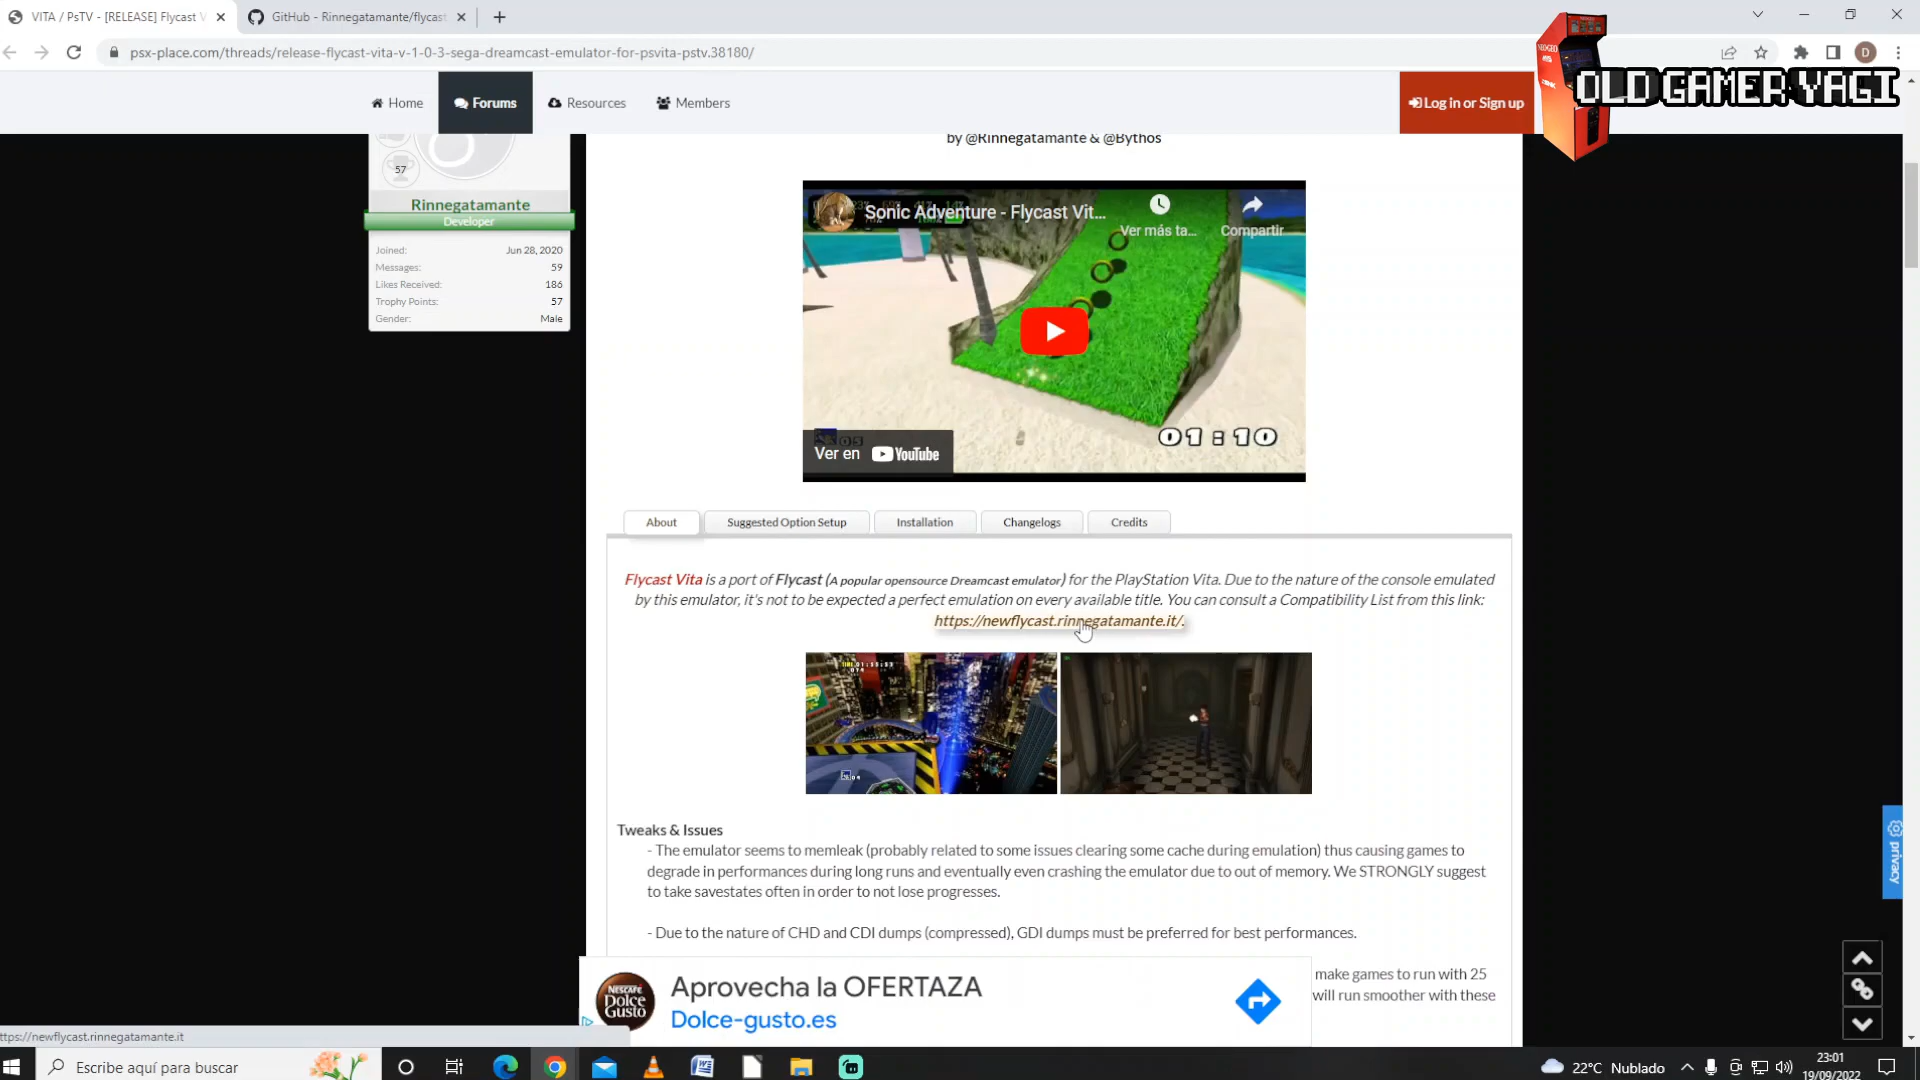 VITA / PsTV - [RELEASE] Flycast V
GitHub - Rinnegatamante/flycast
psx-place.com/threads/release-flycast-vita-v-1-0-3-sega-dreamcast-emulator-for-psvita-pstv.38180/
D
OLD GAMER YAGI
Home
Forums
Resources
Members
Log in or Sign up
by @Rinnegatamante & @Bythos
57
Rinnegatamante
Developer
Joined: Jun 28, 2020
Messages: 59
Likes Received: 186
Trophy Points: 57
Gender: Male
Sonic Adventure - Flycast Vit...
Ver más ta...
Compartir
01:10
Ver en YouTube
About
Suggested Option Setup
Installation
Changelogs
Credits
Flycast Vita is a port of Flycast (A popular opensource Dreamcast emulator) for the PlayStation Vita. Due to the nature of the console emulated
by this emulator, it's not to be expected a perfect emulation on every available title. You can consult a Compatibility List from this link:
https://newflycast.rinnegatamante.it/.
Tweaks & Issues
- The emulator seems to memleak (probably related to some issues clearing some cache during emulation) thus causing games to
degrade in performances during long runs and eventually even crashing the emulator due to out of memory. We STRONGLY suggest
to take savestates often in order to not lose progresses.
- Due to the nature of CHD and CDI dumps (compressed), GDI dumps must be preferred for best performances.
make games to run with 25
will run smoother with these
NESCAFÉ
Dolce
Gusto
Aprovecha la OFERTAZA
Dolce-gusto.es
privacy
ttps://newflycast.rinnegatamante.it
Escribe aquí para buscar
22°C Nublado
23:01
19/09/2022